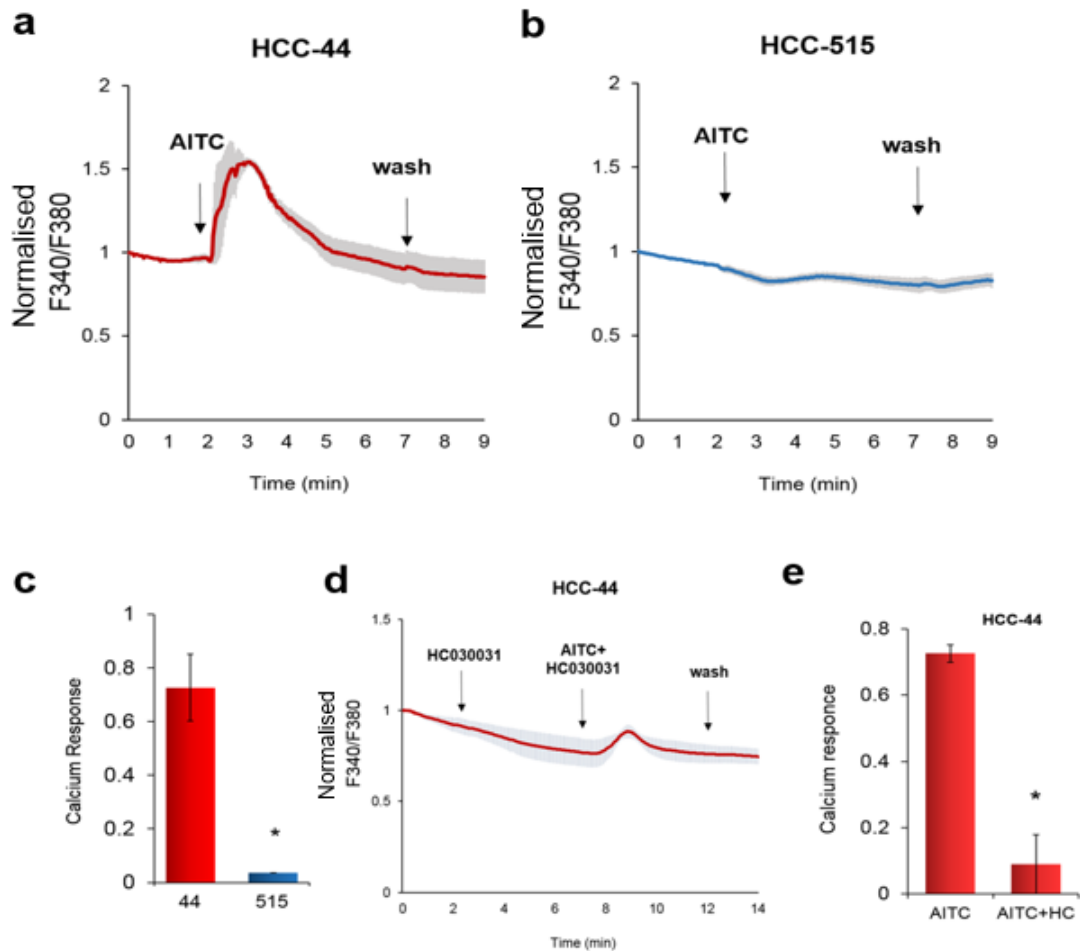 a
HCC-44
Normalised
F340/F380
2
1.5
1
0.5
0
AITC
wash
0 1 2 3 4 5 6 7 8 9
Time (min)
b
HCC-515
Normalised
F340/F380
2
1.5
1
0.5
0
AITC
wash
0 1 2 3 4 5 6 7 8 9
Time (min)
c
Calcium Response
1
0.8
0.6
0.4
0.2
0
*
44 515
d
HCC-44
Normalised
F340/F380
1.5
1
0.5
0
HC030031
AITC+
HC030031
wash
0 2 4 6 8 10 12 14
Time (min)
e
HCC-44
Calcium responce
0.8
0.6
0.4
0.2
0
*
AITC AITC+HC